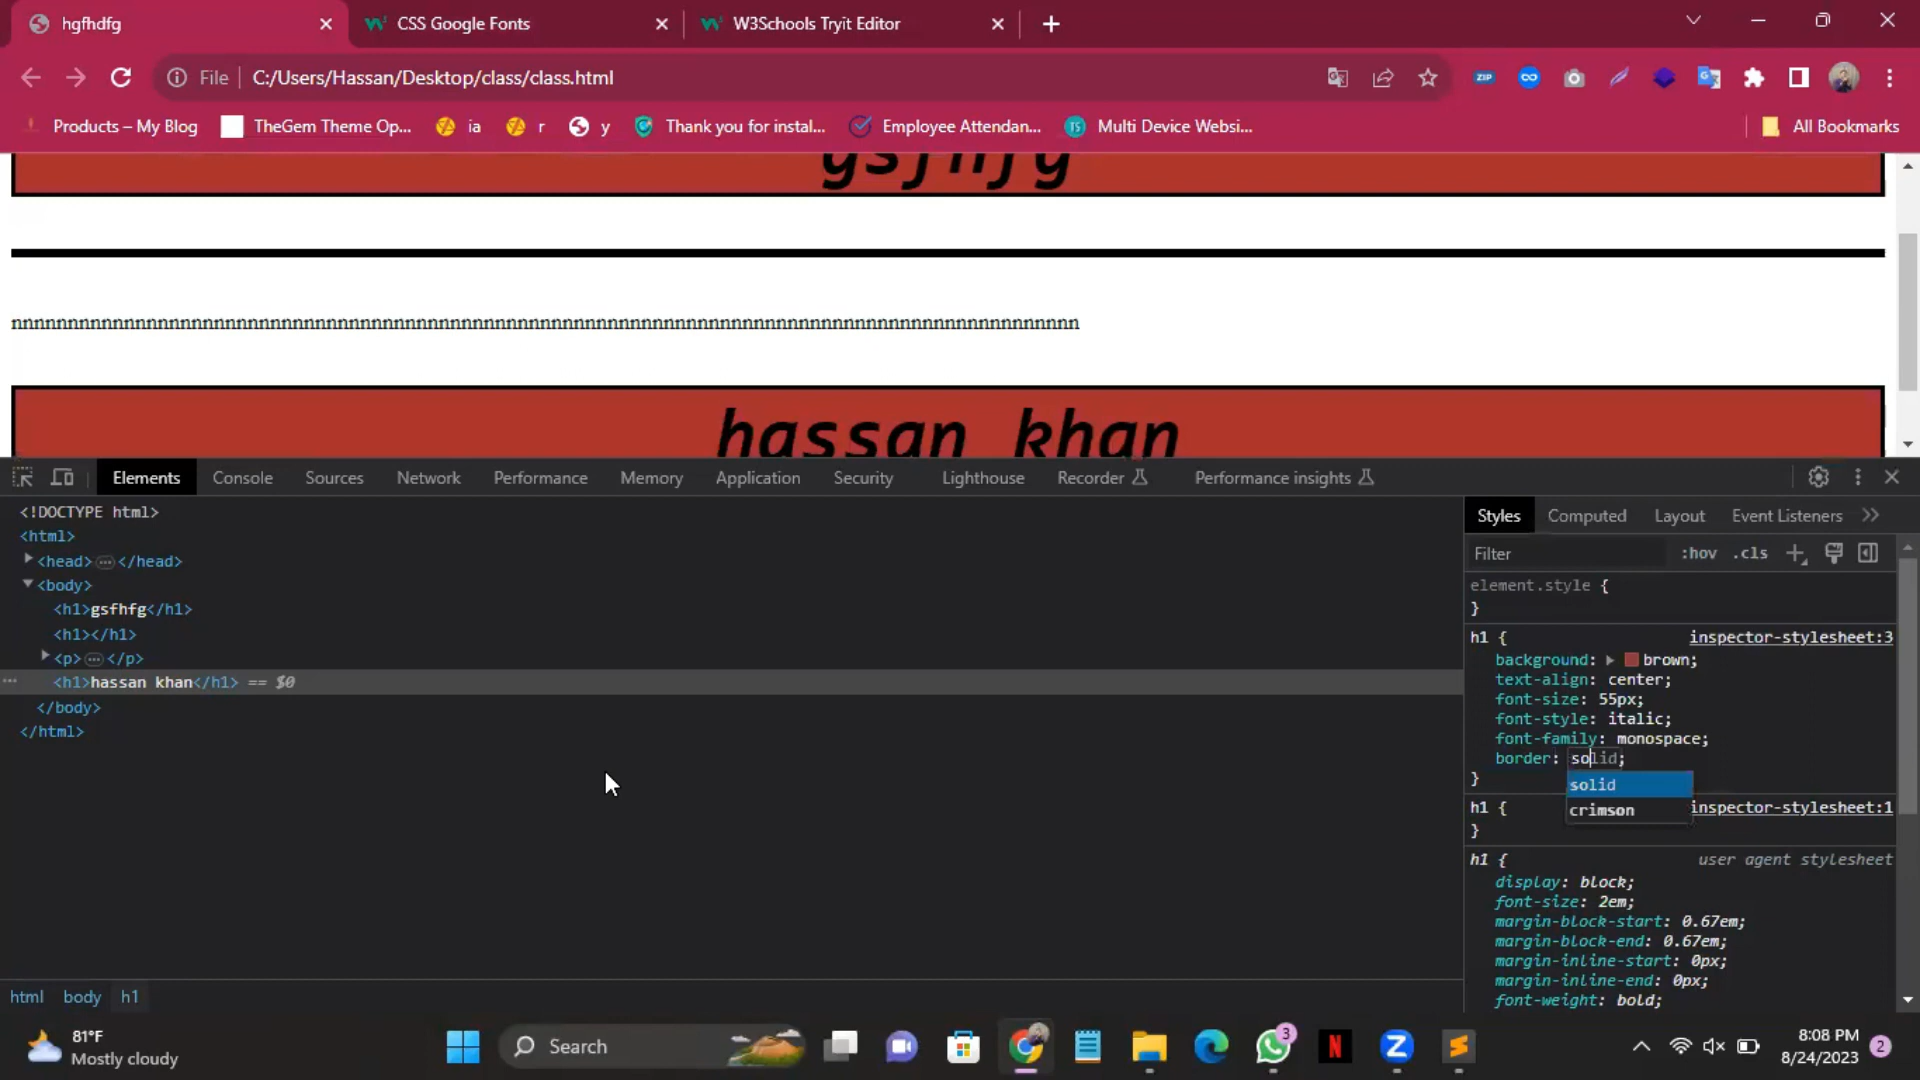 hgfhdfg
CSS Google Fonts
W3Schools Tryit Editor
File
C:/Users/Hassan/Desktop/class/class.html
Products – My Blog
TheGem Theme Op...
ia
r
y
Thank you for instal...
Employee Attendan...
Multi Device Websi...
All Bookmarks
gsfhfg
nnnnnnnnnnnnnnnnnnnnnnnnnnnnnnnnnnnnnnnnnnnnnnnnnnnnnnnnnnnnnnnnnnnnnnnnnnnnnnnnnnnnnnnnnnnnnnn
hassan khan
Elements Console Sources Network Performance Memory Application Security Lighthouse Recorder Performance insights
<!DOCTYPE html>
<html>
<head>…</head>
<body>
<h1>gsfhfg</h1>
<h1></h1>
<p>…</p>
<h1>hassan khan</h1> == $0
</body>
</html>
html body h1
Styles Computed Layout Event Listeners
Filter :hov .cls
element.style {
}
h1 { inspector-stylesheet:3
background: brown;
text-align: center;
font-size: 55px;
font-style: italic;
font-family: monospace;
border: solid;
}
solid
crimson
h1 { inspector-stylesheet:1
}
h1 { user agent stylesheet
display: block;
font-size: 2em;
margin-block-start: 0.67em;
margin-block-end: 0.67em;
margin-inline-start: 0px;
margin-inline-end: 0px;
font-weight: bold;
81°F
Mostly cloudy
Search
3
8:08 PM
8/24/2023
2